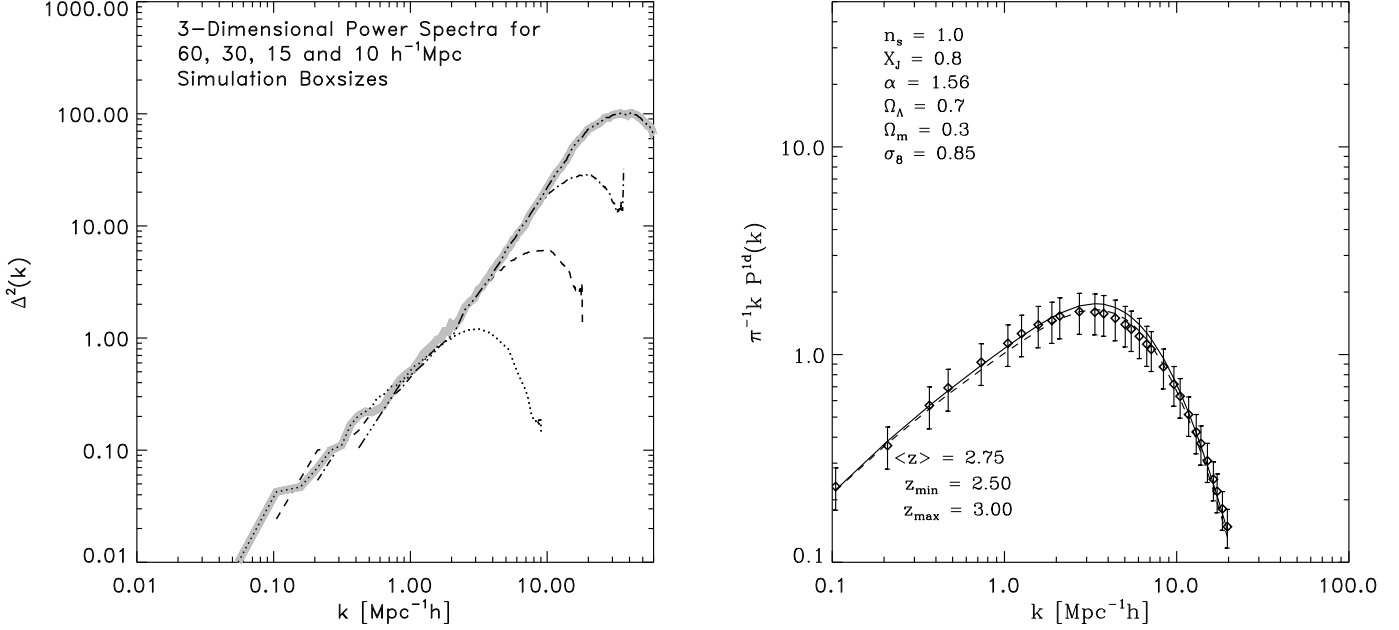 3-Dimensional Power Spectra for
60, 30, 15 and 10 h⁻¹Mpc
Simulation Boxsizes
1000.00
100.00
10.00
1.00
0.10
0.01
Δ²(k)
0.01 0.10 1.00 10.00
k [Mpc⁻¹h]
nₛ = 1.0
X_J = 0.8
α = 1.56
Ω_Λ = 0.7
Ωₘ = 0.3
σ₈ = 0.85
10.0
1.0
0.1
π⁻¹k P¹ᵈ(k)
<z> = 2.75
z_min = 2.50
z_max = 3.00
0.1 1.0 10.0 100.0
k [Mpc⁻¹h]